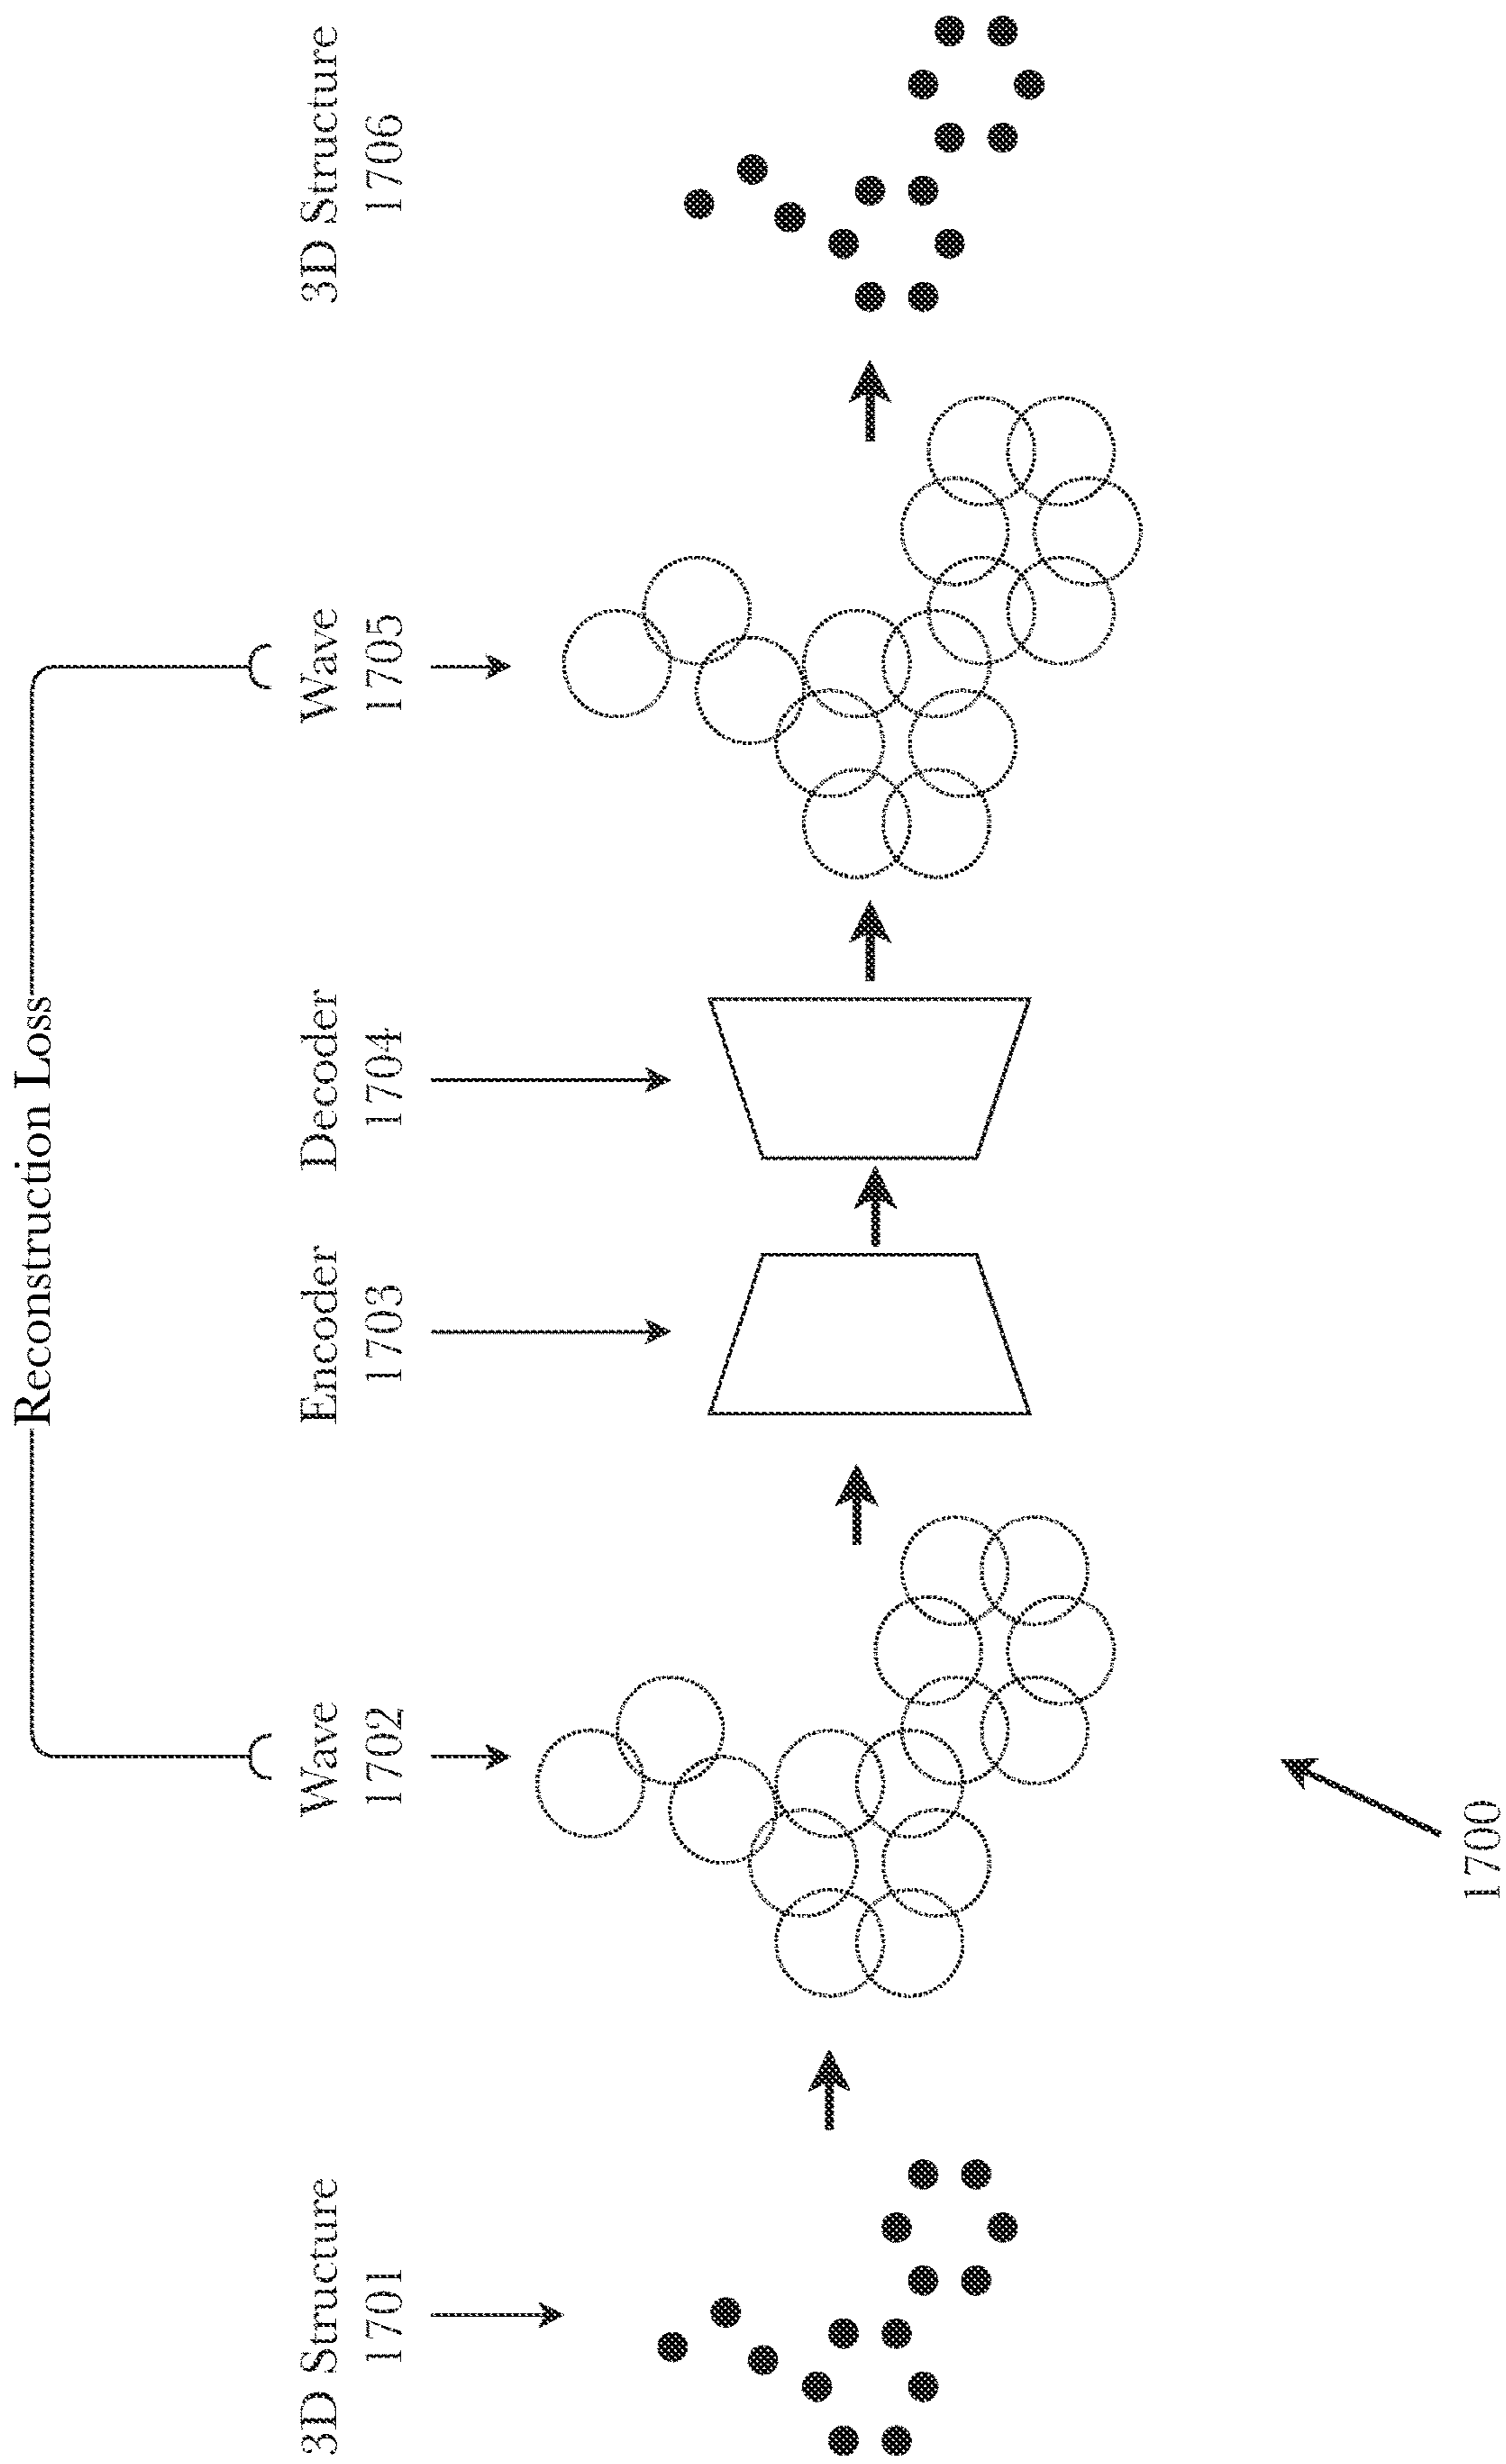 Reconstruction Loss
3D Structure
1701
Wave
1702
Encoder
1703
Decoder
1704
Wave
1705
3D Structure
1706
1700